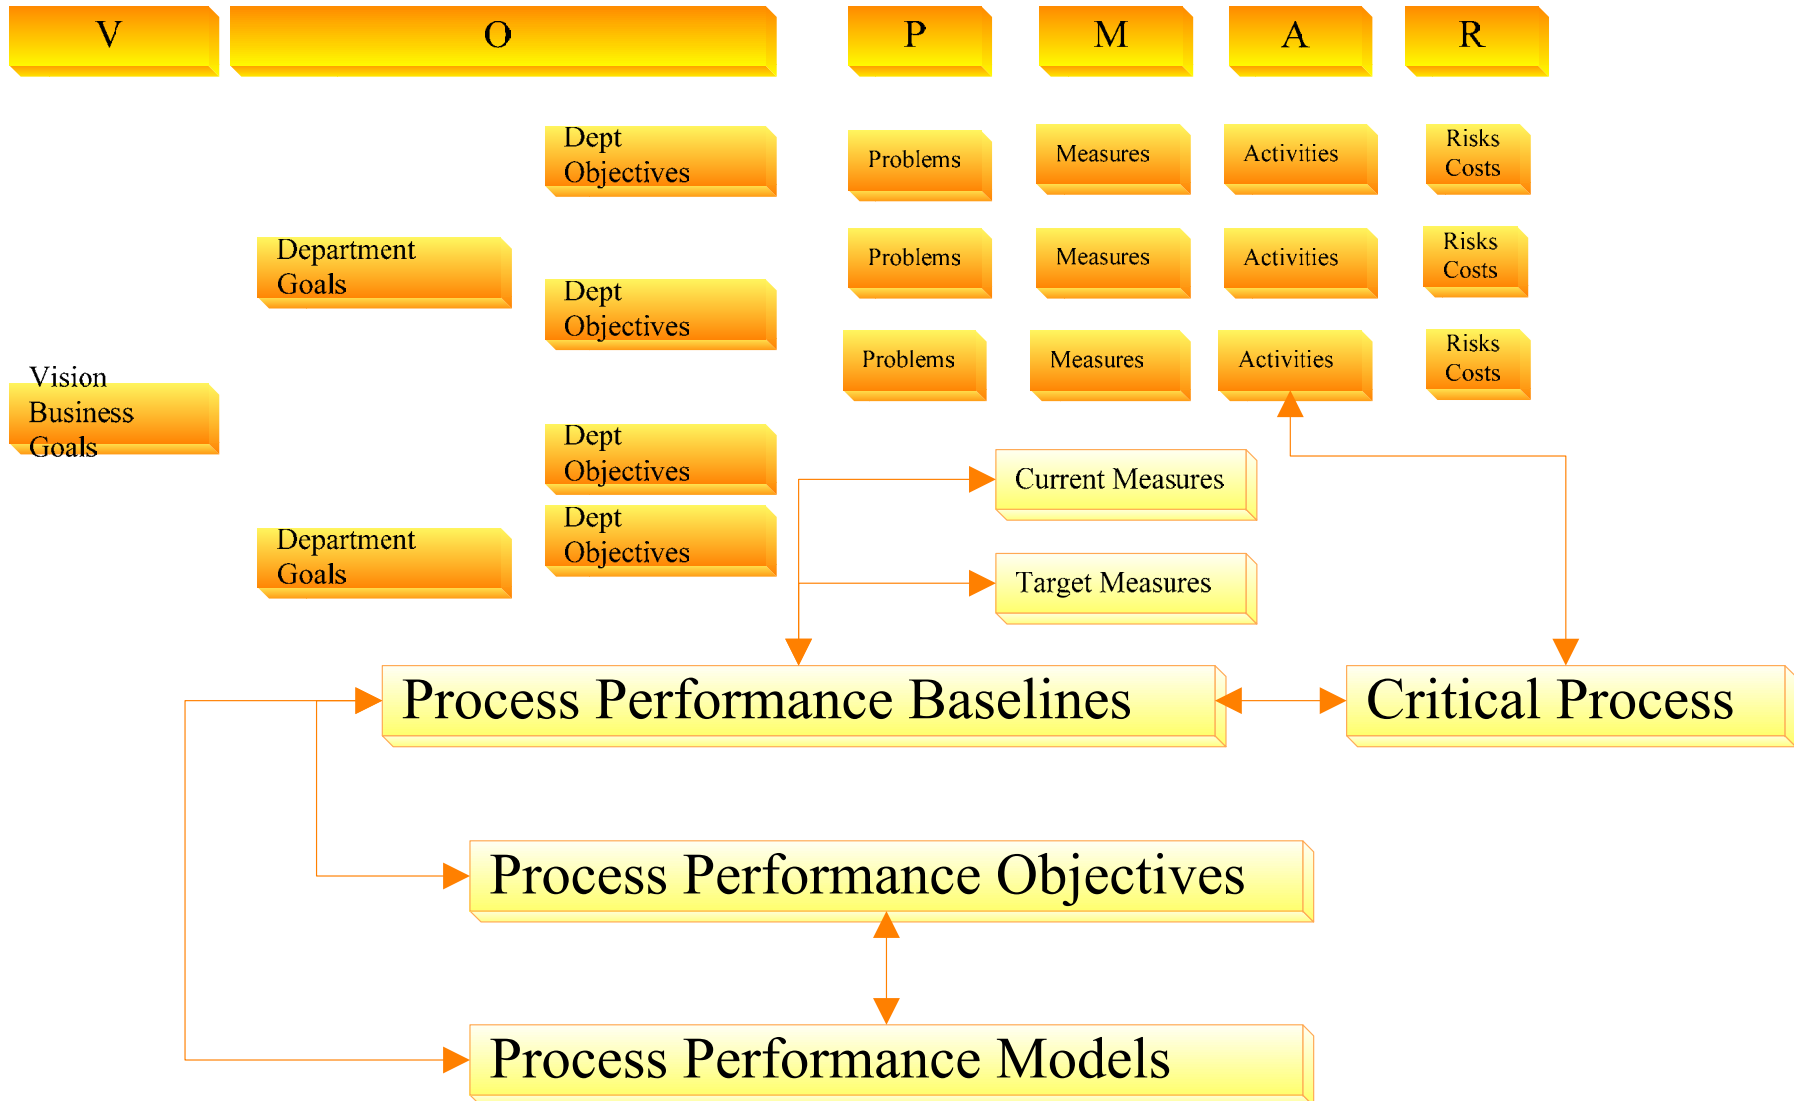 V
O
P
M
A
R
Dept
Objectives
Problems
Measures
Activities
Risks
Costs
Department
Goals
Dept
Objectives
Problems
Measures
Activities
Risks
Costs
Problems
Measures
Activities
Risks
Costs
Vision
Business
Goals
Dept
Objectives
Current Measures
Department
Goals
Dept
Objectives
Target Measures
Process Performance Baselines
Critical Process
Process Performance Objectives
Process Performance Models